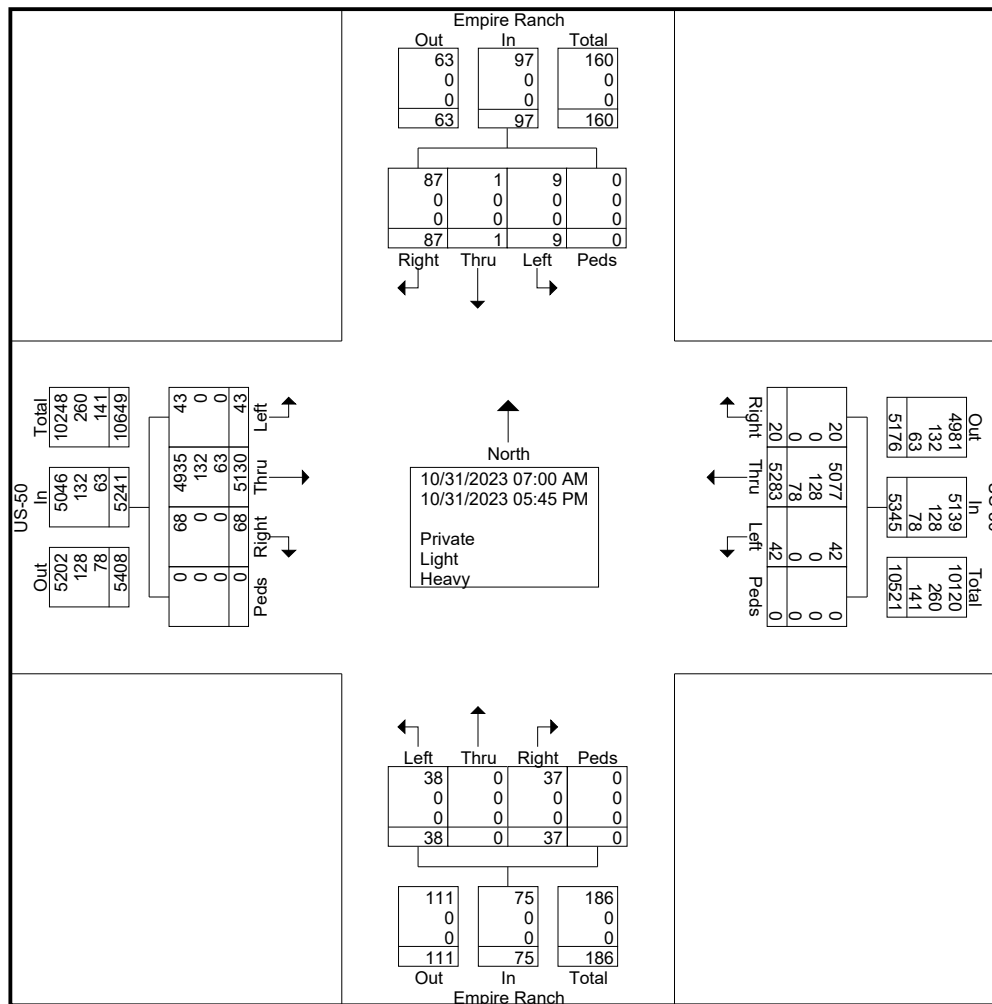 Empire Ranch
Out In Total
63 97 160
0 0 0
0 0 0
63 97 160
87 1 9 0
0 0 0 0
0 0 0 0
87 1 9 0
Right Thru Left Peds
US-50
Total In Out
10248 5046 5202
260 132 128
141 63 78
10649 5241 5408
43 4935 68 0
0 132 0 0
0 63 0 0
43 5130 68 0
Left Thru Right Peds
North
10/31/2023 07:00 AM
10/31/2023 05:45 PM
Private
Light
Heavy
Right Thru Left Peds
20 5283 42 0
0 78 0 0
0 128 0 0
20 5077 42 0
Out In Total
4981 5139 10120
132 128 260
63 78 141
5176 5345 10521
Left Thru Right Peds
38 0 37 0
0 0 0 0
0 0 0 0
38 0 37 0
111 75 186
0 0 0
0 0 0
111 75 186
Out In Total
Empire Ranch